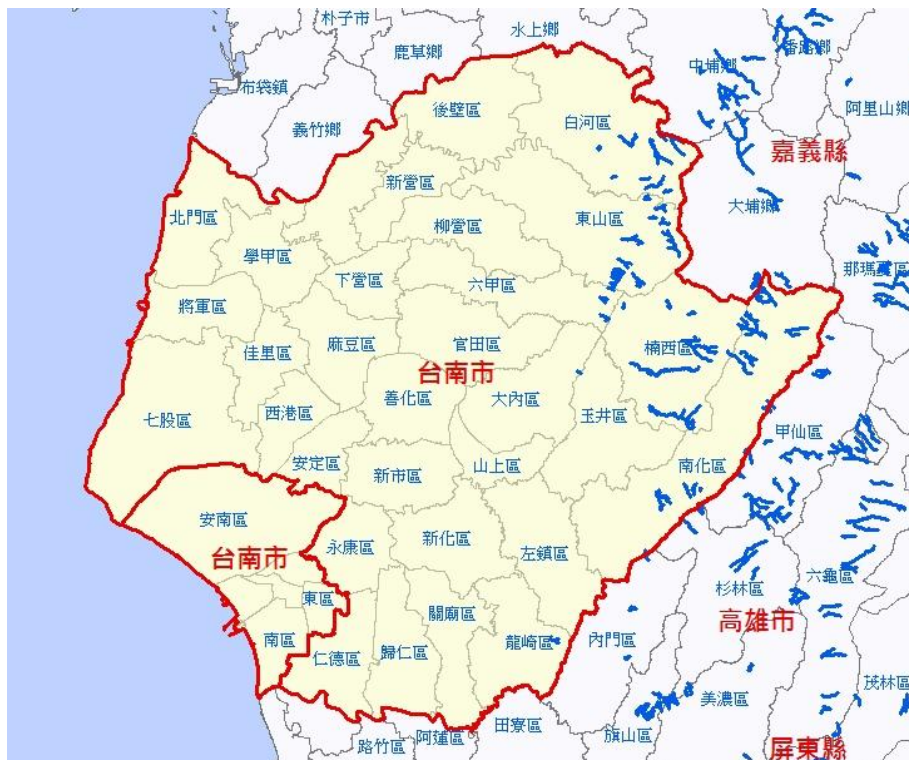 朴子市
水上鄉
鹿草鄉
中埔鄉
番路鄉
布袋鎮
後壁區
阿里山鄉
義竹鄉
白河區
嘉義縣
新營區
北門區
柳營區
東山區
大埔鄉
學甲區
下營區
六甲區
那瑪夏區
將軍區
佳里區
麻豆區
官田區
楠西區
台南市
七股區
西港區
善化區
大內區
玉井區
甲仙區
安定區
新市區
山上區
南化區
安南區
永康區
新化區
左鎮區
台南市
六龜區
東區
杉林區
關廟區
高雄市
南區
仁德區
歸仁區
龍崎區
內門區
茂林區
美濃區
田寮區
旗山區
阿蓮區
路竹區
屏東縣